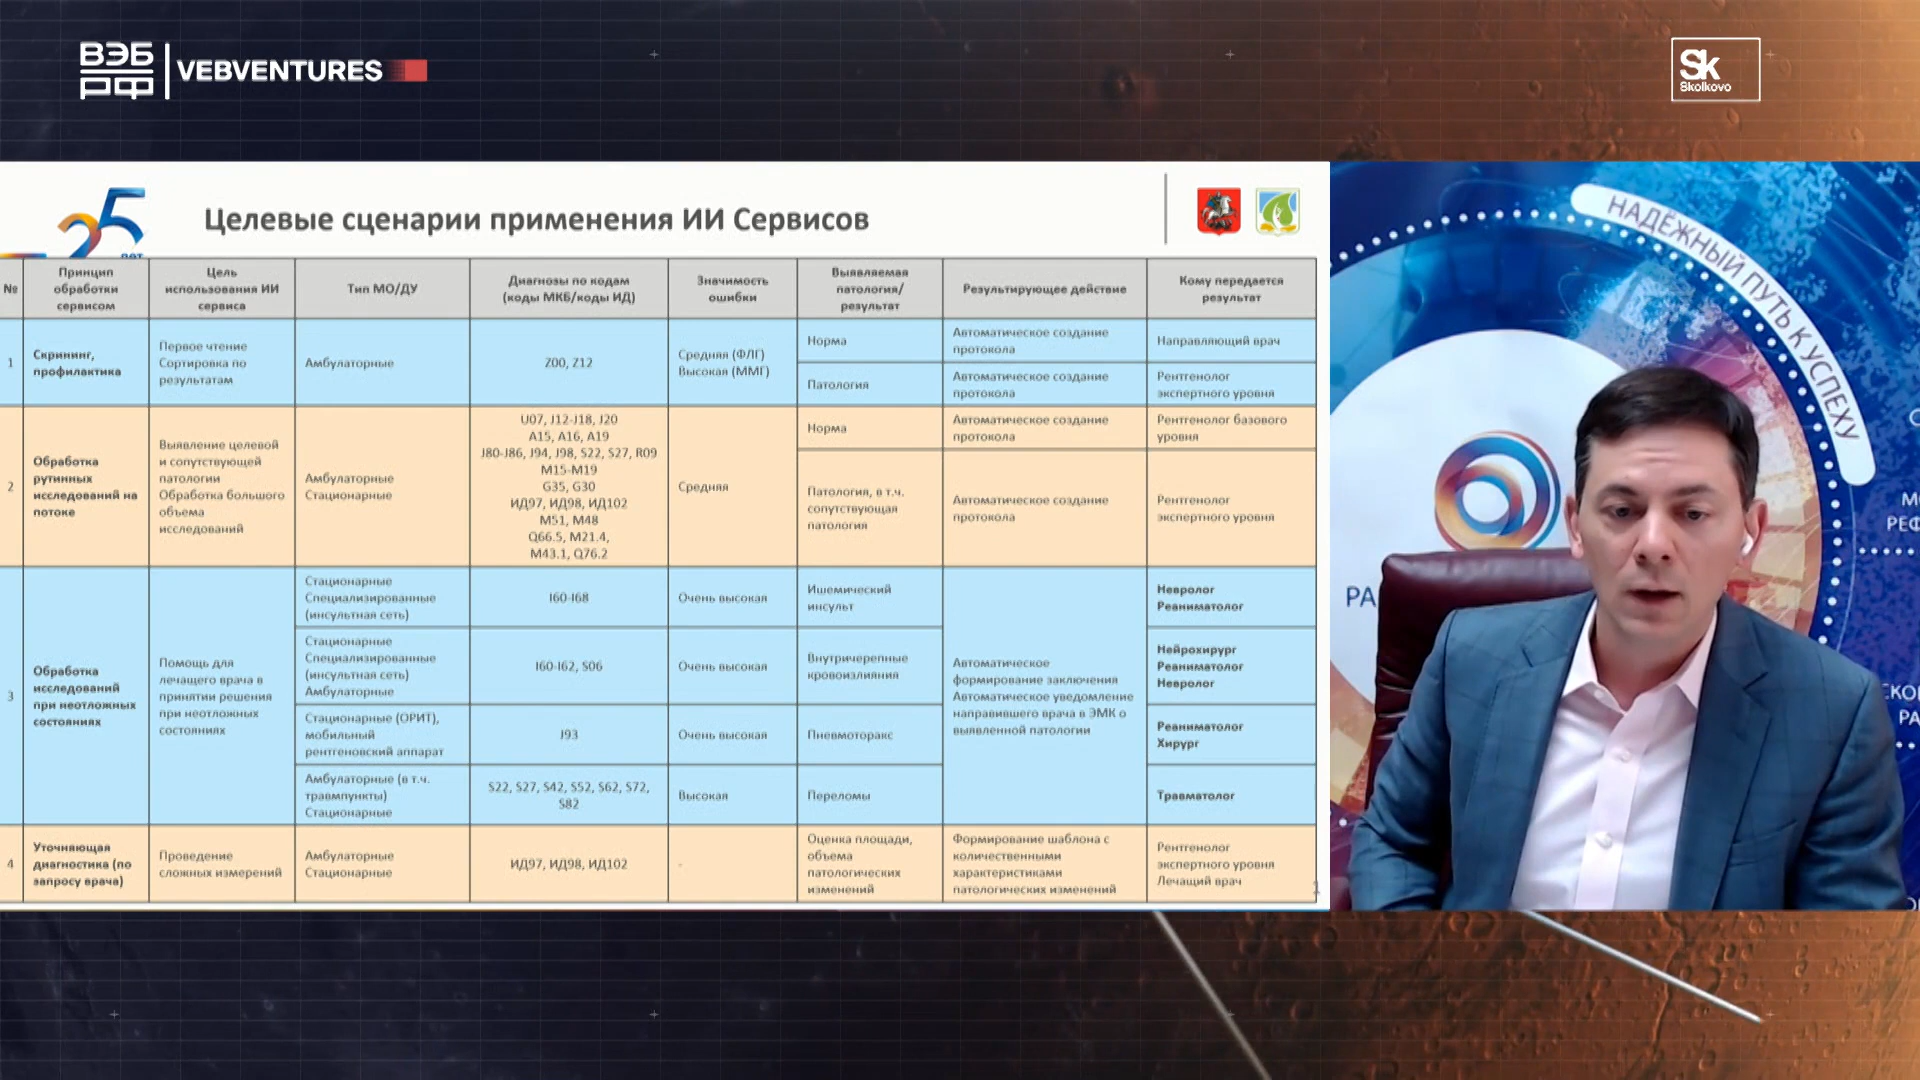 ВЭБ
РФ
VEBVENTURES
Sk
Skolkovo
25
лет
Целевые сценарии применения ИИ Сервисов
№
Принцип
обработки
сервисом
Цель
использования ИИ
сервиса
Тип МО/ДУ
Диагнозы по кодам
(коды МКБ/коды ИД)
Значимость
ошибки
Выявляемая
патология/
результат
Результирующее действие
Кому передается
результат
1
Скрининг,
профилактика
Первое чтение
Сортировка по
результатам
Амбулаторные
Z00, Z12
Средняя (ФЛГ)
Высокая (ММГ)
Норма
Автоматическое создание
протокола
Направляющий врач
Патология
Автоматическое создание
протокола
Рентгенолог
экспертного уровня
2
Обработка
рутинных
исследований на
потоке
Выявление целевой
и сопутствующей
патологии
Обработка большого
объема
исследований
Амбулаторные
Стационарные
U07, J12-J18, J20
A15, A16, A19
J80-J86, J94, J98, S22, S27, R09
M15-M19
G35, G30
ИД97, ИД98, ИД102
M51, M48
Q66.5, M21.4,
M43.1, Q76.2
Средняя
Норма
Автоматическое создание
протокола
Рентгенолог базового
уровня
Патология, в т.ч.
сопутствующая
патология
Автоматическое создание
протокола
Рентгенолог
экспертного уровня
3
Обработка
исследований
при неотложных
состояниях
Помощь для
лечащего врача в
принятии решения
при неотложных
состояниях
Стационарные
Специализированные
(инсультная сеть)
I60-I68
Очень высокая
Ишемический
инсульт
Автоматическое
формирование заключения
Автоматическое уведомление
направившего врача в ЭМК о
выявленной патологии
Невролог
Реаниматолог
Стационарные
Специализированные
(инсультная сеть)
Амбулаторные
I60-I62, S06
Очень высокая
Внутричерепные
кровоизлияния
Нейрохирург
Реаниматолог
Невролог
Стационарные (ОРИТ),
мобильный
рентгеновский аппарат
J93
Очень высокая
Пневмоторакс
Реаниматолог
Хирург
Амбулаторные (в т.ч.
травмпункты)
Стационарные
S22, S27, S42, S52, S62, S72,
S82
Высокая
Переломы
Травматолог
4
Уточняющая
диагностика (по
запросу врача)
Проведение
сложных измерений
Амбулаторные
Стационарные
ИД97, ИД98, ИД102
-
Оценка площади,
объема
патологических
изменений
Формирование шаблона с
количественными
характеристиками
патологических изменений
Рентгенолог
экспертного уровня
Лечащий врач
НАДЁЖНЫЙ ПУТЬ К УСПЕХУ